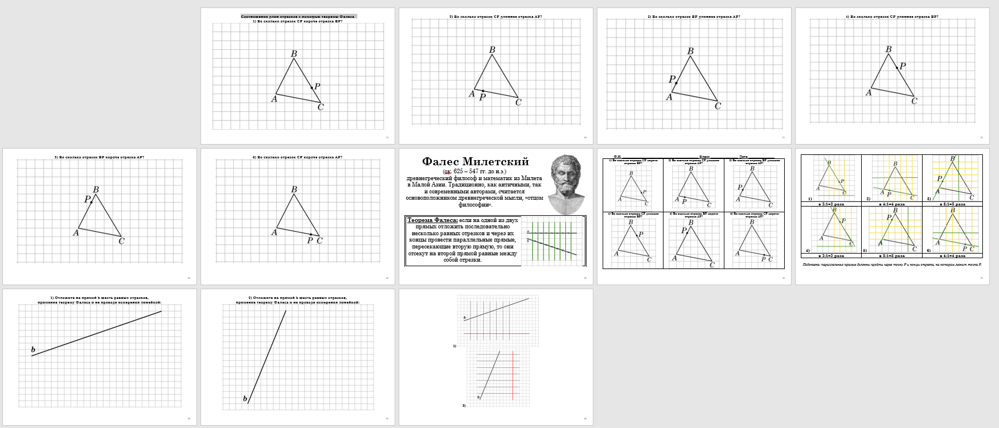 Соотношение длин отрезков с помощью теоремы Фалеса
1) Во сколько отрезок CP короче отрезка BP?
B
P
A
C
19
2) Во сколько отрезок CP длиннее отрезка AP?
B
A
P
C
20
3) Во сколько отрезок BP длиннее отрезка AP?
B
P
A
C
21
4) Во сколько отрезок CP длиннее отрезка BP?
B
P
A
C
22
5) Во сколько отрезок BP короче отрезка AP?
B
P
A
C
23
6) Во сколько отрезок CP короче отрезка AP?
B
A
P C
24
Фалес Милетский
(ок. 625 – 547 гг. до н.э.)
древнегреческий философ и математик из Милета
в Малой Азии. Традиционно, как античными, так
и современными авторами, считается
основоположником древнегреческой мысли, «отцом
философии».
Теорема Фалеса: если на одной из двух
прямых отложить последовательно
несколько равных отрезков и через их
концы провести параллельные прямые,
пересекающие вторую прямую, то они
отсекут на второй прямой равные между
собой отрезки.
a
b
25
Ф.И. Класс Дата
1) Во сколько отрезок CP короче
отрезка BP?
2) Во сколько отрезок CP длиннее
отрезка AP?
3) Во сколько отрезок BP длиннее
отрезка AP?
B
P
A
C
B
A
P
C
B
P
A
C
4) Во сколько отрезок CP длиннее
отрезка BP?
5) Во сколько отрезок BP короче
отрезка AP?
6) Во сколько отрезок CP короче
отрезка AP?
B
P
A
C
B
P
A
C
B
A
P C
26
1)
B
P
A
C
2)
B
A
P
C
3)
B
P
A
C
в 2:1=2 раза
в 4:1=4 раза
в 3:1=3 раза
4)
B
P
A
C
5)
B
P
A
C
6)
B
A
P C
в 2:1=2 раза
в 3:1=3 раза
в 4:1=4 раза
Подсказка: параллельные прямые должны пройти через точку P и концы отрезка, на котором лежит точка P.
27
1) Отложите на прямой b шесть равных отрезков,
применив теорему Фалеса и не проводя измерения линейкой:
b
28
2) Отложите на прямой b шесть равных отрезков,
применив теорему Фалеса и не проводя измерения линейкой:
b
29
b
1)
b
2)
30